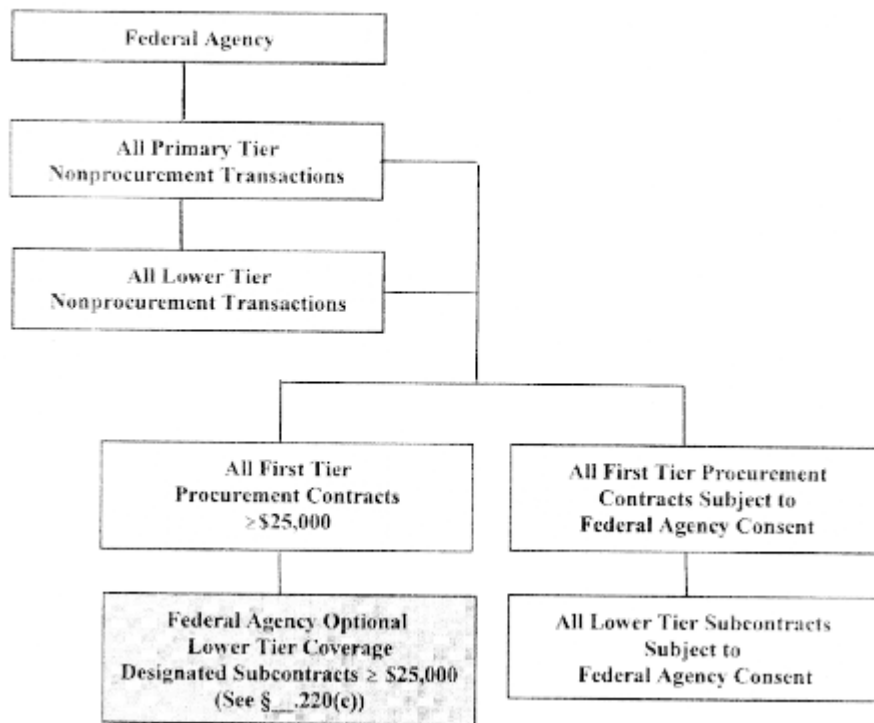 Federal Agency
All Primary Tier
Nonprocurement Transactions
All Lower Tier
Nonprocurement Transactions
All First Tier
Procurement Contracts
≥$25,000
All First Tier Procurement
Contracts Subject to
Federal Agency Consent
Federal Agency Optional
Lower Tier Coverage
Designated Subcontracts ≥ $25,000
(See §__.220(c))
All Lower Tier Subcontracts
Subject to
Federal Agency Consent